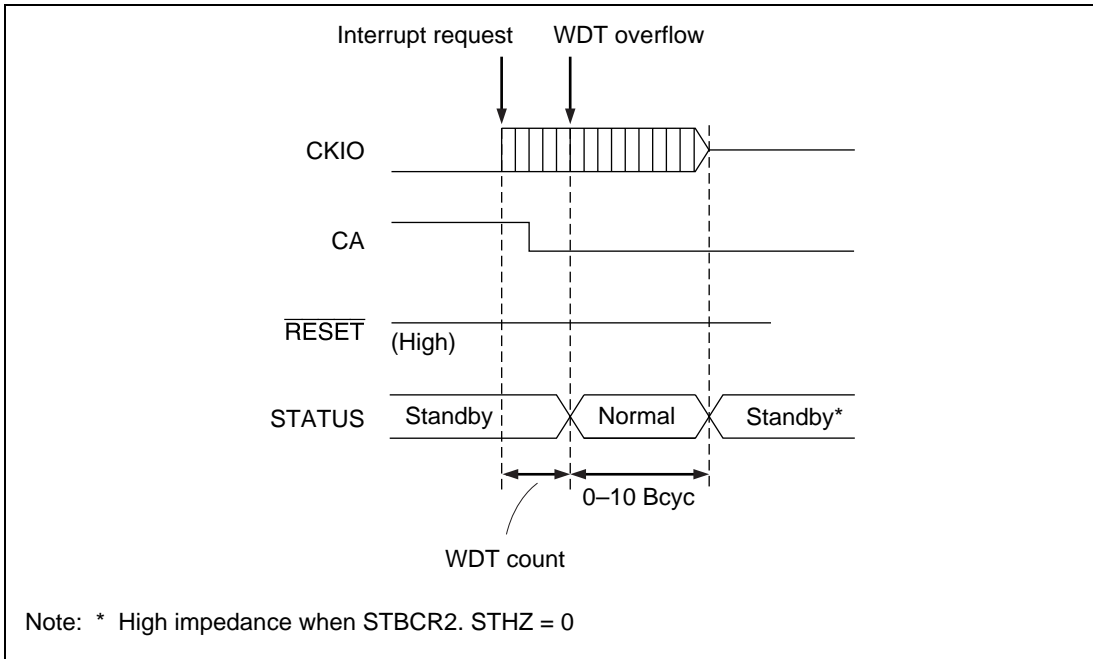 Interrupt request WDT overflow
CKIO
CA
RESET
(High)
STATUS Standby Normal Standby*
0–10 Bcyc
WDT count
Note: * High impedance when STBCR2. STHZ = 0